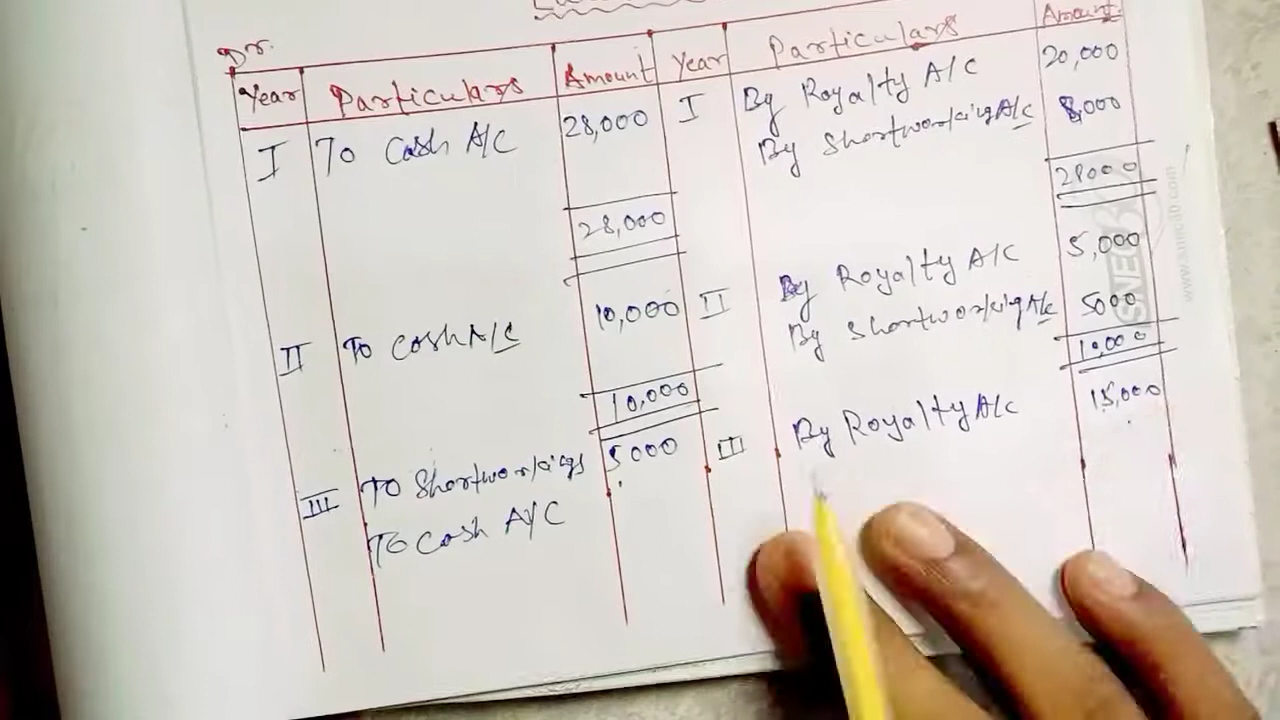 Dr.
Year Particulars Amount Year Particulars Amount
I To Cash A/C 28,000 I By Royalty A/C 20,000
By Shortworkings A/C 8,000
28,000 28000
II To Cash A/C 10,000 II By Royalty A/C 5,000
By Shortworkings A/c 5000
10,000 10,000
III To Shortworkings 5000 III By Royalty A/c 15,000
To Cash A/C